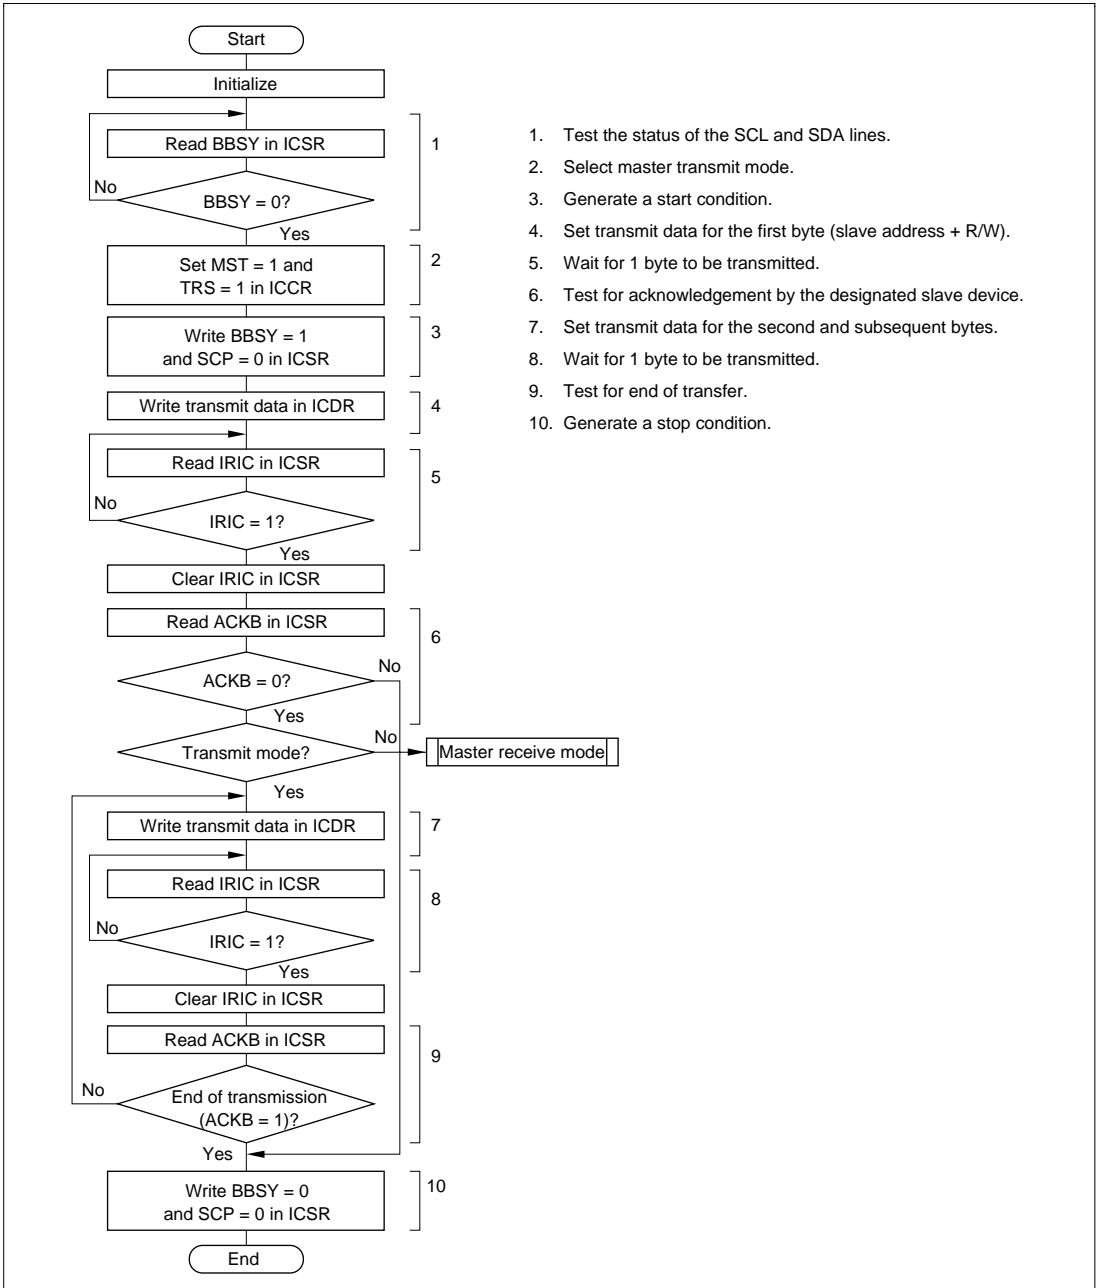 Start
Initialize
Read BBSY in ICSR
1
No
BBSY = 0?
Yes
Set MST = 1 and
TRS = 1 in ICCR
2
Write BBSY = 1
and SCP = 0 in ICSR
3
Write transmit data in ICDR
4
Read IRIC in ICSR
5
No
IRIC = 1?
Yes
Clear IRIC in ICSR
Read ACKB in ICSR
6
No
ACKB = 0?
Yes
No
Transmit mode?
Master receive mode
Yes
Write transmit data in ICDR
7
Read IRIC in ICSR
8
No
IRIC = 1?
Yes
Clear IRIC in ICSR
Read ACKB in ICSR
9
No
End of transmission
(ACKB = 1)?
Yes
Write BBSY = 0
and SCP = 0 in ICSR
10
End
1. Test the status of the SCL and SDA lines.
2. Select master transmit mode.
3. Generate a start condition.
4. Set transmit data for the first byte (slave address + R/W).
5. Wait for 1 byte to be transmitted.
6. Test for acknowledgement by the designated slave device.
7. Set transmit data for the second and subsequent bytes.
8. Wait for 1 byte to be transmitted.
9. Test for end of transfer.
10. Generate a stop condition.